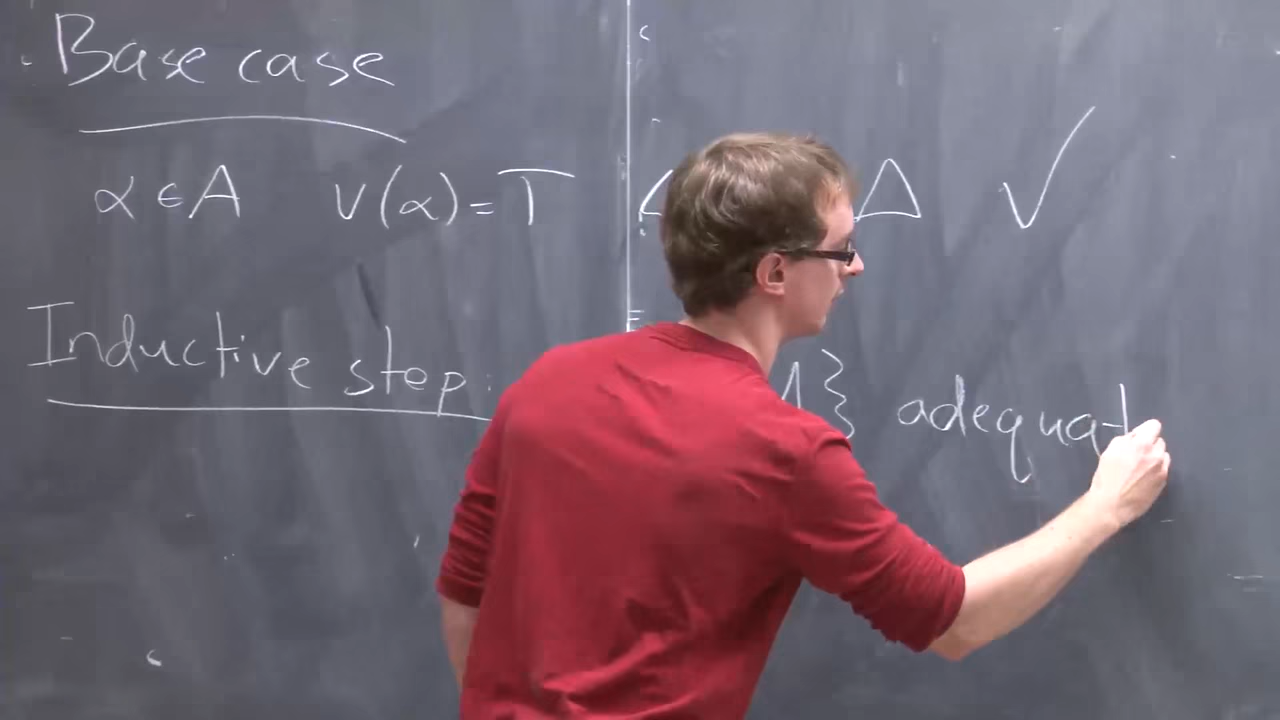 Base case
α ∈ A V(α) = T Δ ✓
Inductive step: ∧} adequat